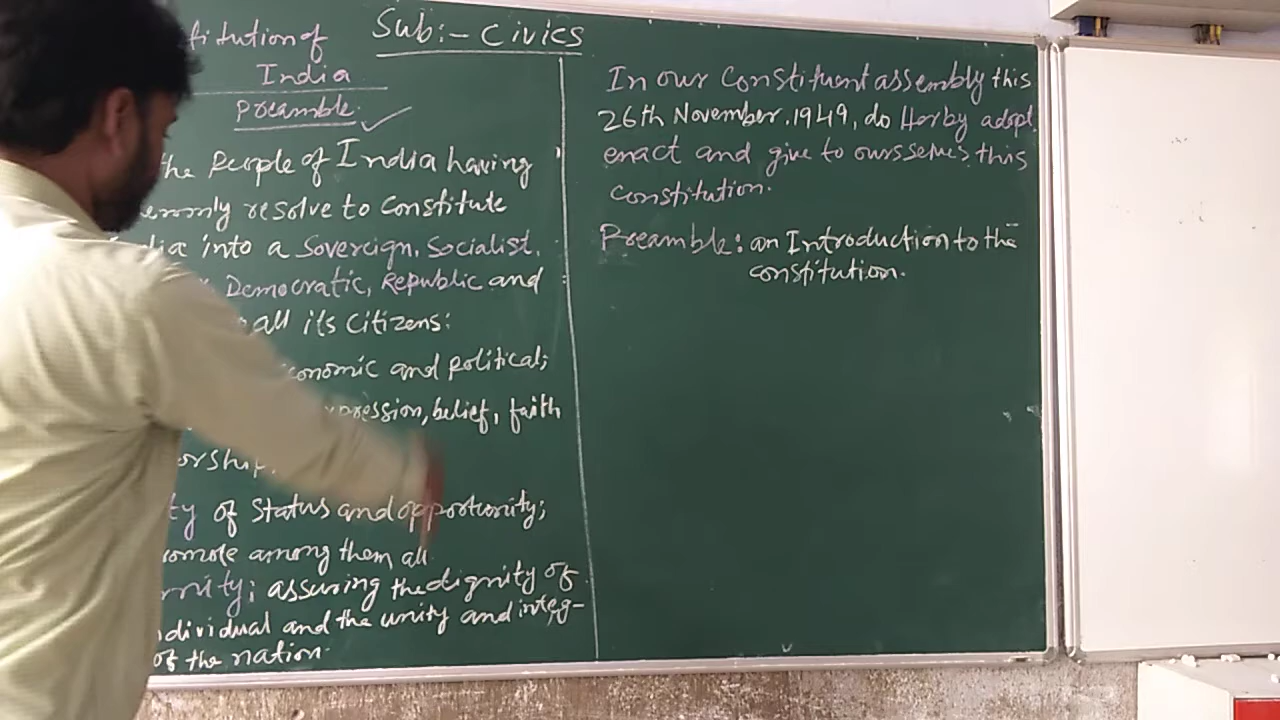 Sub:- Civics
titution of
India
Preamble
the People of India having
emnly resolve to constitute
dia into a Sovereign, Socialist,
Democratic, Republic and
all its citizens:
conomic and political;
pression, belief, faith
orship.
ty of status and opportunity;
omote among them all
rnity; assuring the dignity of
dividual and the unity and integ-
of the nation.
In our Constituent assembly this
26th November. 1949, do Herby adopt
enact and give to oursselves this
constitution.
Preamble: an Introduction to the
constitution.